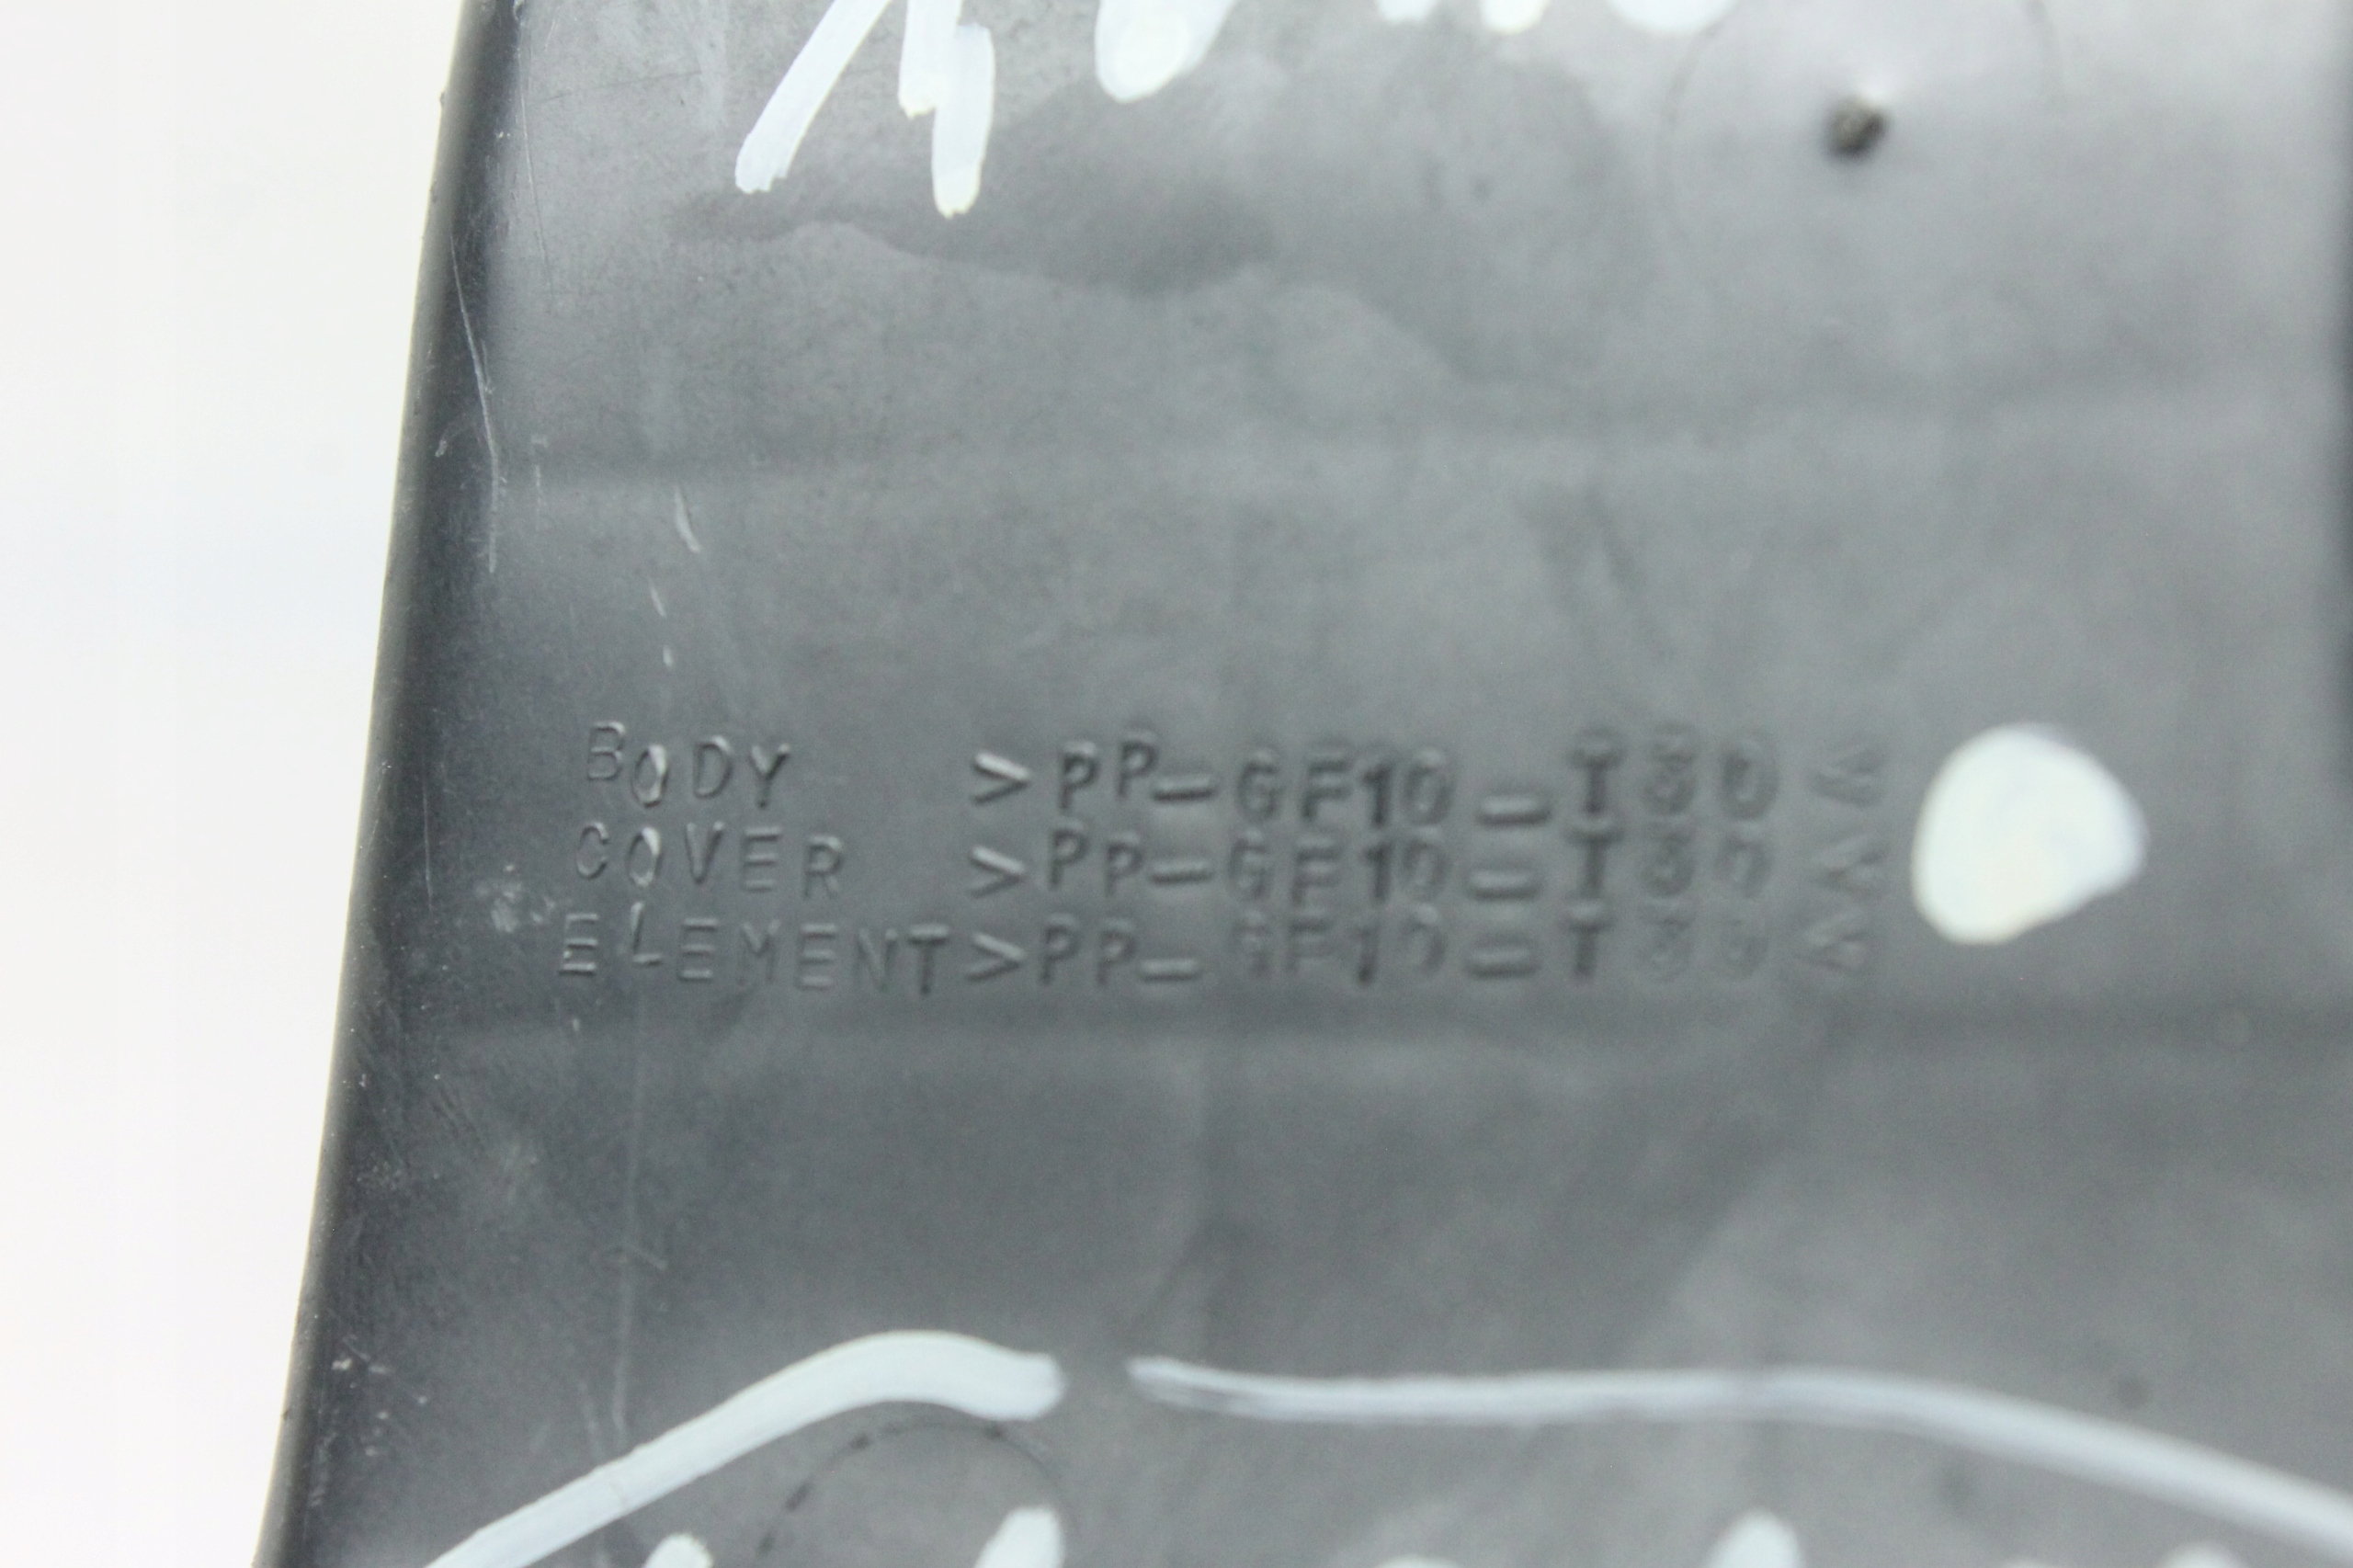 BODY >PP-GF10-T30<
COVER >PP-GF10-T30<
ELEMENT>PP-GF10-T30<